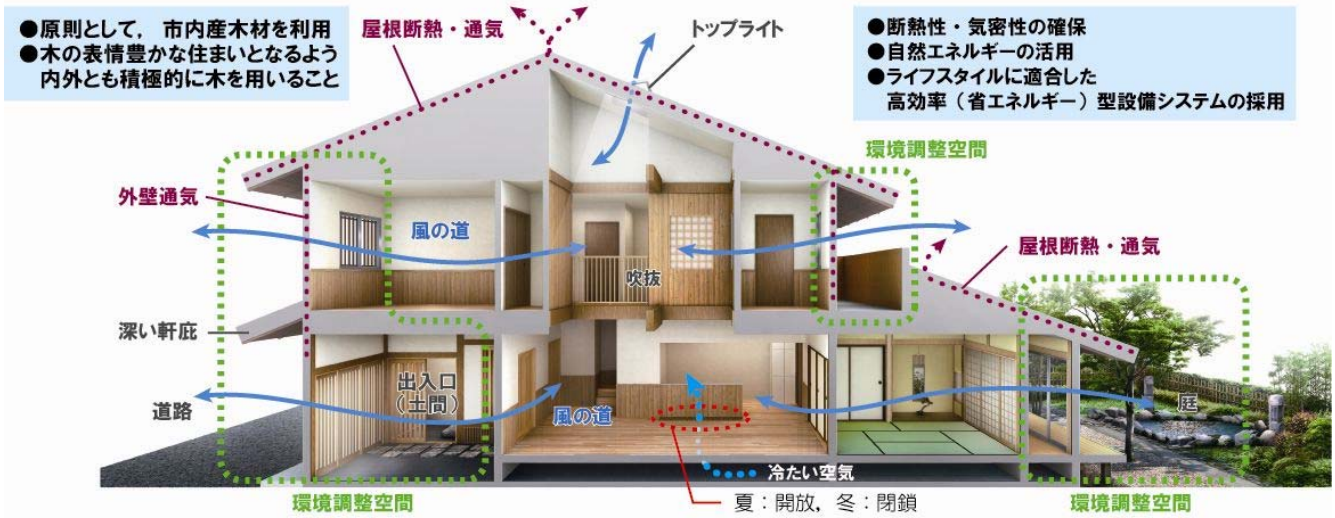 ●原則として， 市内産木材を利用
●木の表情豊かな住まいとなるよう
内外とも積極的に木を用いること
屋根断熱・通気
トップライト
●断熱性・気密性の確保
●自然エネルギーの活用
●ライフスタイルに適合した
高効率（省エネルギー）型設備システムの採用
環境調整空間
外壁通気
風の道
吹抜
屋根断熱・通気
深い軒庇
出入口
（土間）
道路
風の道
庭
冷たい空気
環境調整空間
夏：開放，冬：閉鎖
環境調整空間